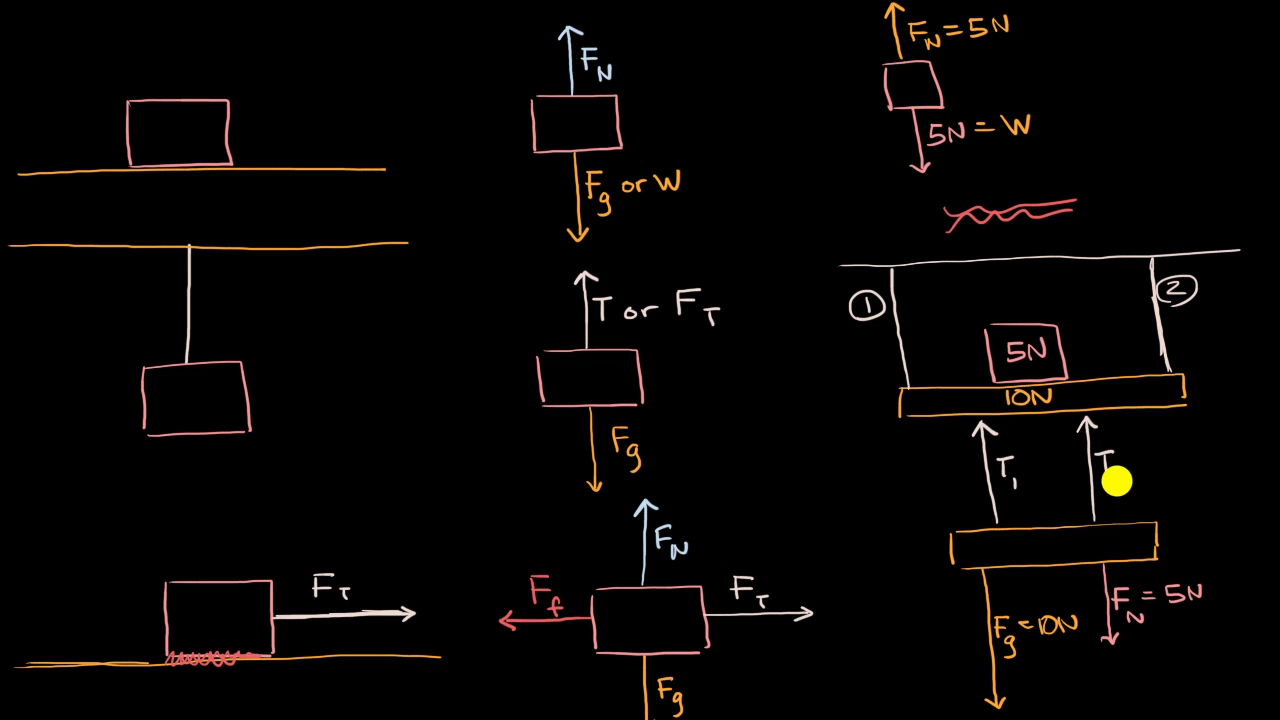 F_N
F_g or W
T or F_T
F_g
F_T
F_N
F_f
F_T
F_g
F_N = 5N
5N = W
①
②
5N
10N
T_1
T
F_g = 10N
F_N = 5N